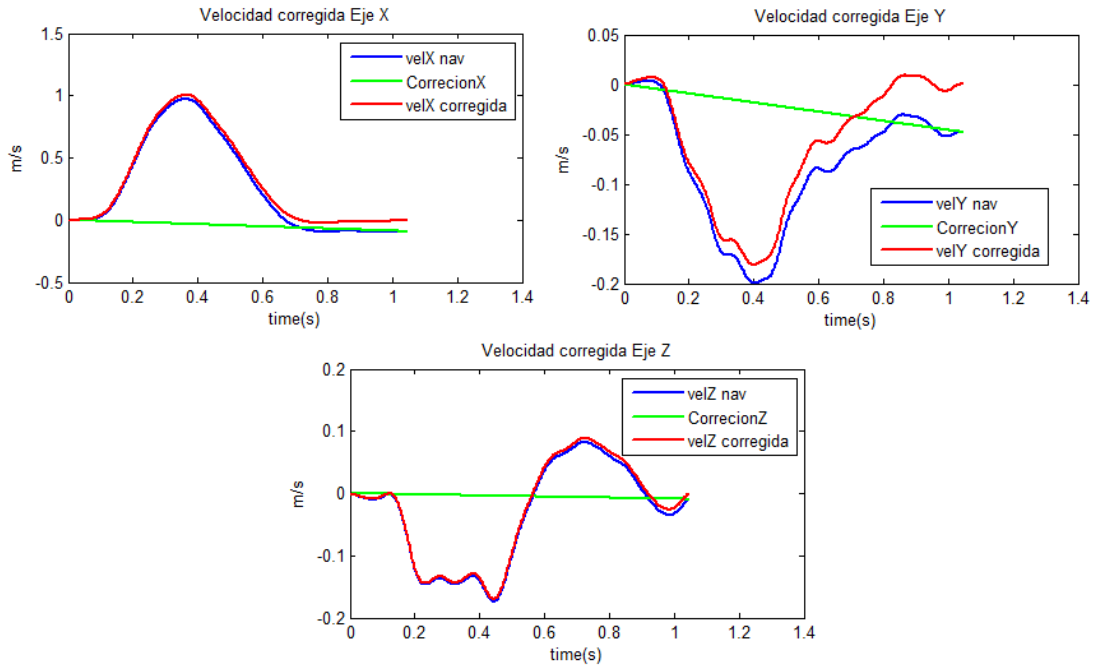 Velocidad corregida Eje X
1.5
1
0.5
0
-0.5
m/s
0 0.2 0.4 0.6 0.8 1 1.2 1.4
time(s)
velX nav
CorrecionX
velX corregida
Velocidad corregida Eje Y
0.05
0
-0.05
-0.1
-0.15
-0.2
m/s
0 0.2 0.4 0.6 0.8 1 1.2 1.4
time(s)
velY nav
CorrecionY
velY corregida
Velocidad corregida Eje Z
0.2
0.1
0
-0.1
-0.2
m/s
0 0.2 0.4 0.6 0.8 1 1.2 1.4
time(s)
velZ nav
CorrecionZ
velZ corregida